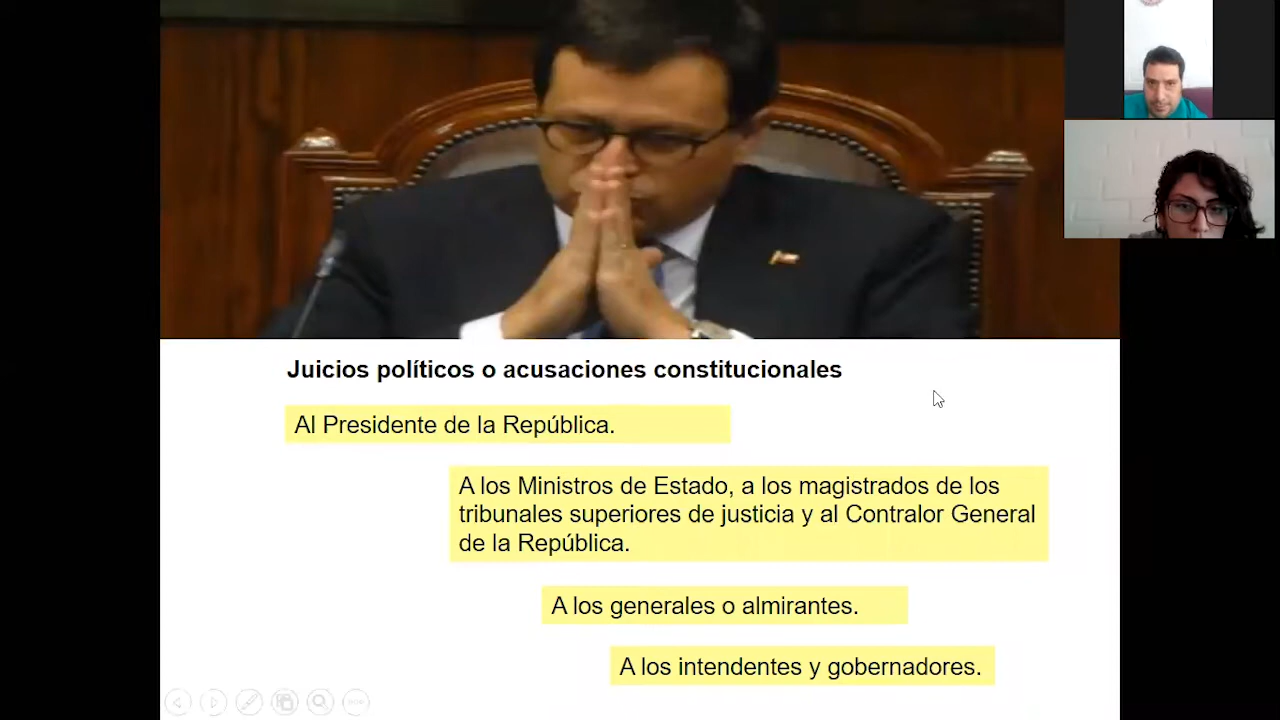 Juicios políticos o acusaciones constitucionales
Al Presidente de la República.
A los Ministros de Estado, a los magistrados de los
tribunales superiores de justicia y al Contralor General
de la República.
A los generales o almirantes.
A los intendentes y gobernadores.